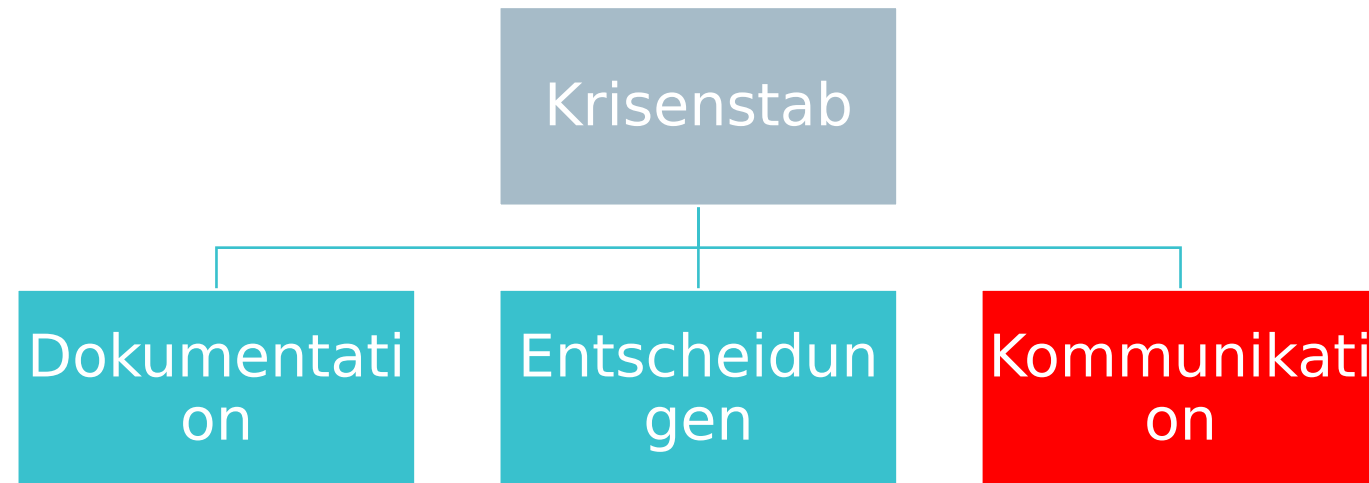 Krisenstab
Dokumentati
on
Entscheidun
gen
Kommunikati
on